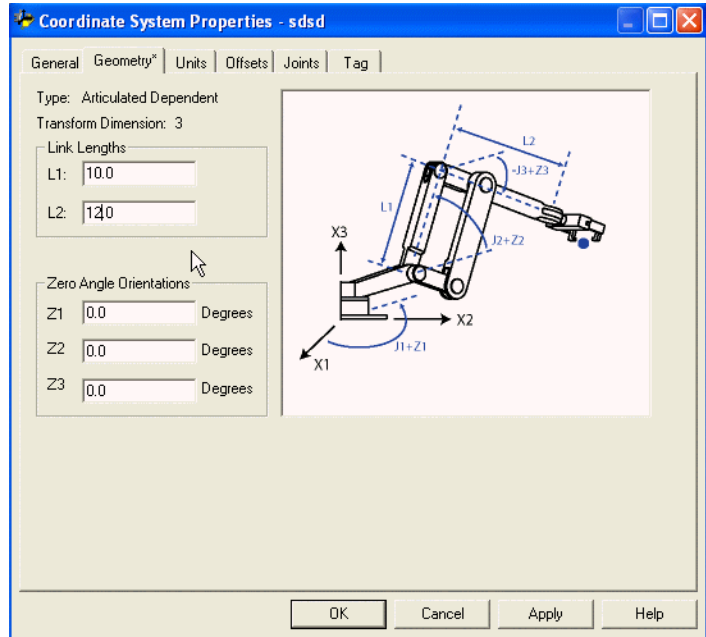 Coordinate System Properties - sdsd
General Geometry* Units Offsets Joints Tag
Type: Articulated Dependent
Transform Dimension: 3
Link Lengths
L1: 10.0
L2: 12.0
Zero Angle Orientations
Z1 0.0 Degrees
Z2 0.0 Degrees
Z3 0.0 Degrees
L2
-J3+Z3
L1
J2+Z2
X3
X2
J1+Z1
X1
OK Cancel Apply Help